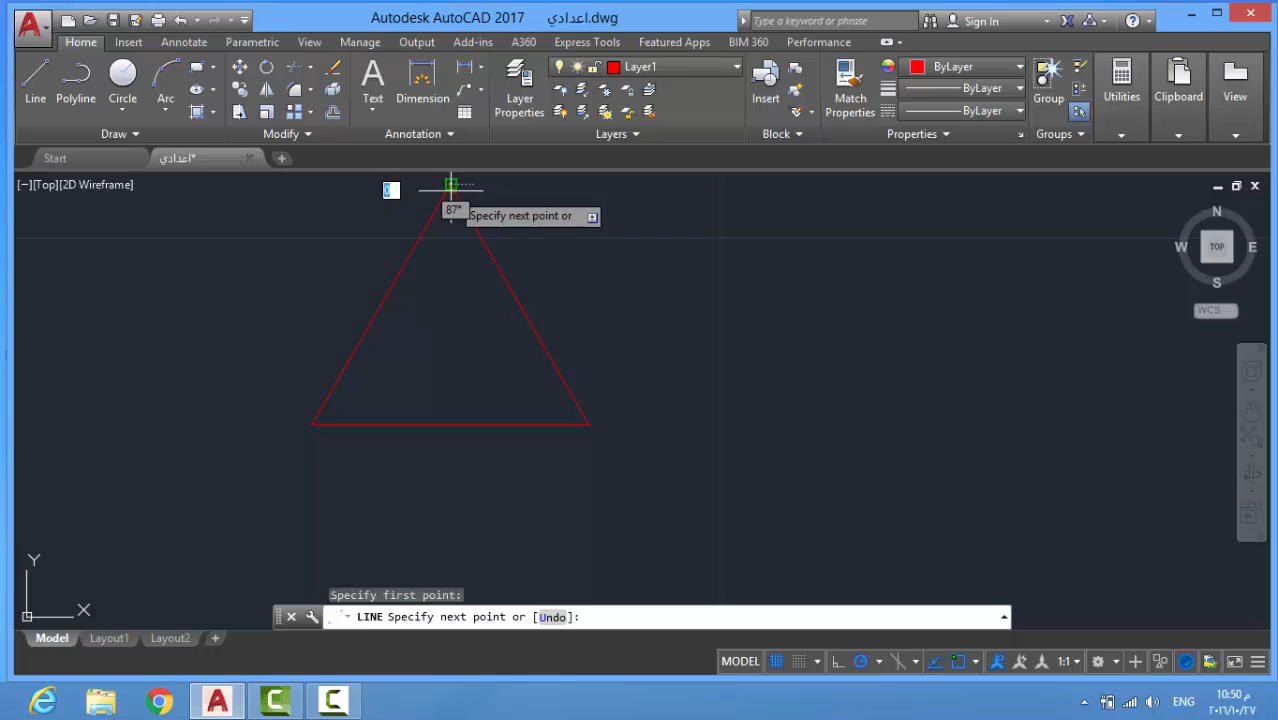 Autodesk AutoCAD 2017 اعدادي.dwg
Type a keyword or phrase
Sign In
Home Insert Annotate Parametric View Manage Output Add-ins A360 Express Tools Featured Apps BIM 360 Performance
Line Polyline Circle Arc
Text Dimension
Layer Properties
Layer1
Insert
Match Properties
ByLayer
ByLayer
ByLayer
Group
Utilities
Clipboard
View
Draw Modify Annotation Layers Block Properties Groups
Start اعدادي*
[−][Top][2D Wireframe]
0
87°
Specify next point or
N
W TOP E
S
WCS
Y
X
Specify first point:
LINE Specify next point or [Undo]:
Model Layout1 Layout2
MODEL 1:1
ENG
10:50 م
٢٠١٦/١٠/٢٧